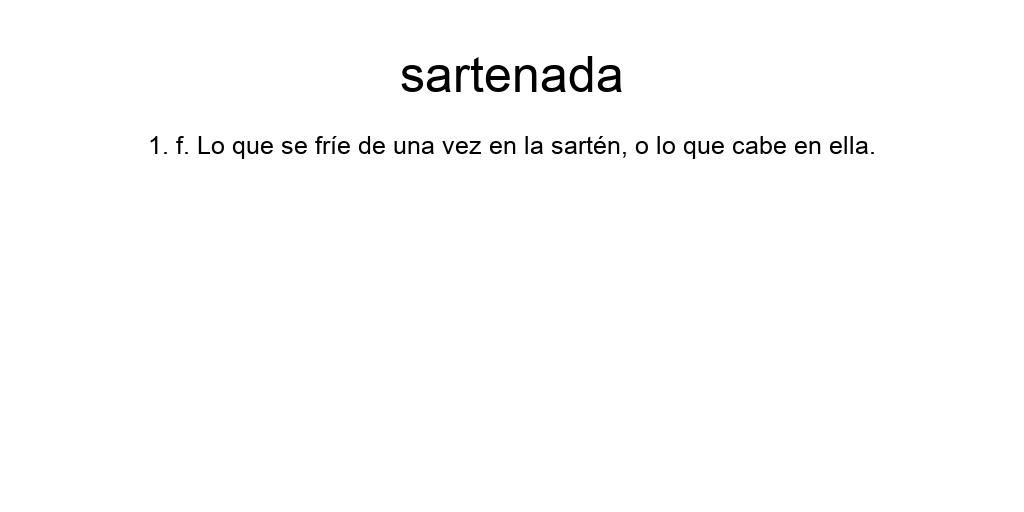 sartenada
1. f. Lo que se fríe de una vez en la sartén, o lo que cabe en ella.